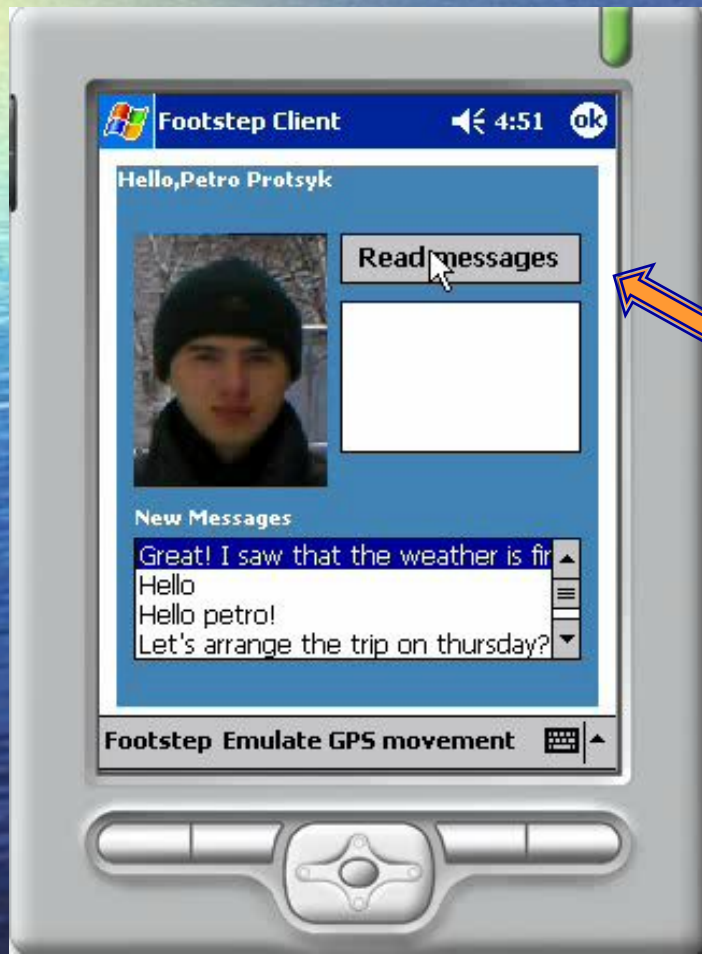 Footstep Client 4:51 ok
Hello,Petro Protsyk
Read messages
New Messages
Great! I saw that the weather is fir
Hello
Hello petro!
Let's arrange the trip on thursday?
Footstep Emulate GPS movement